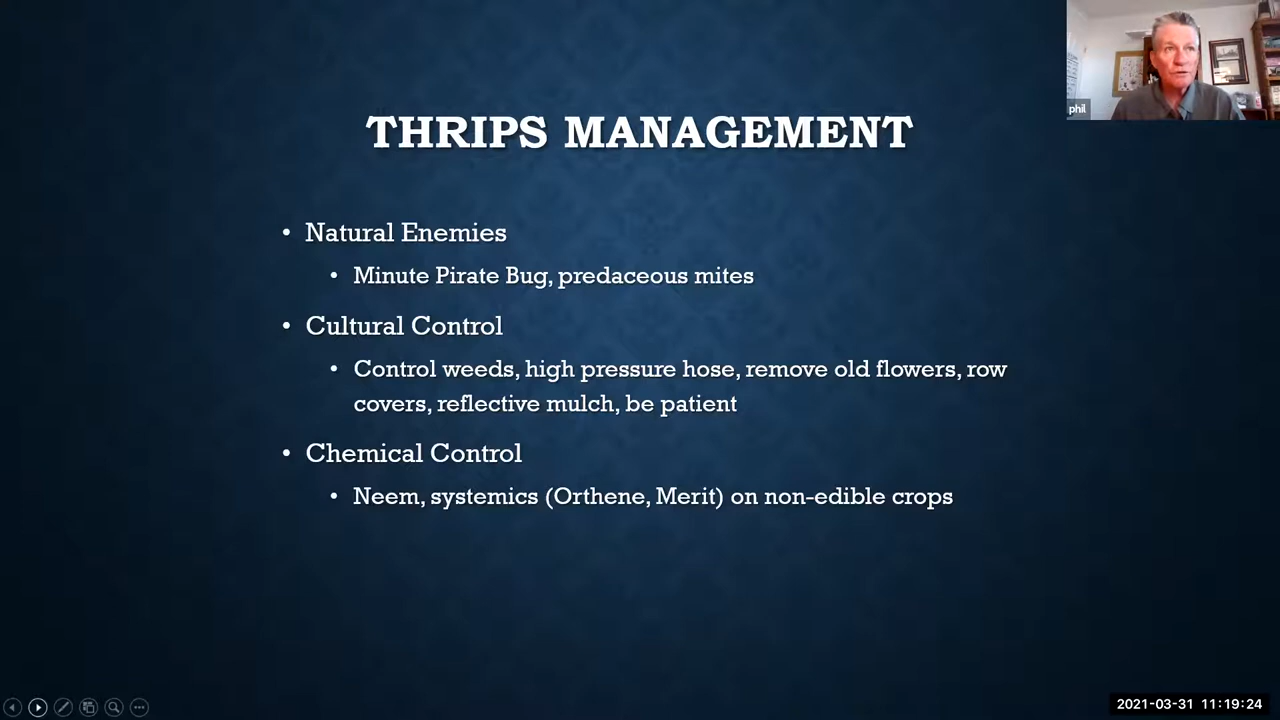 phil
THRIPS MANAGEMENT
• Natural Enemies
• Minute Pirate Bug, predaceous mites
• Cultural Control
• Control weeds, high pressure hose, remove old flowers, row
covers, reflective mulch, be patient
• Chemical Control
• Neem, systemics (Orthene, Merit) on non-edible crops
2021-03-31 11:19:24